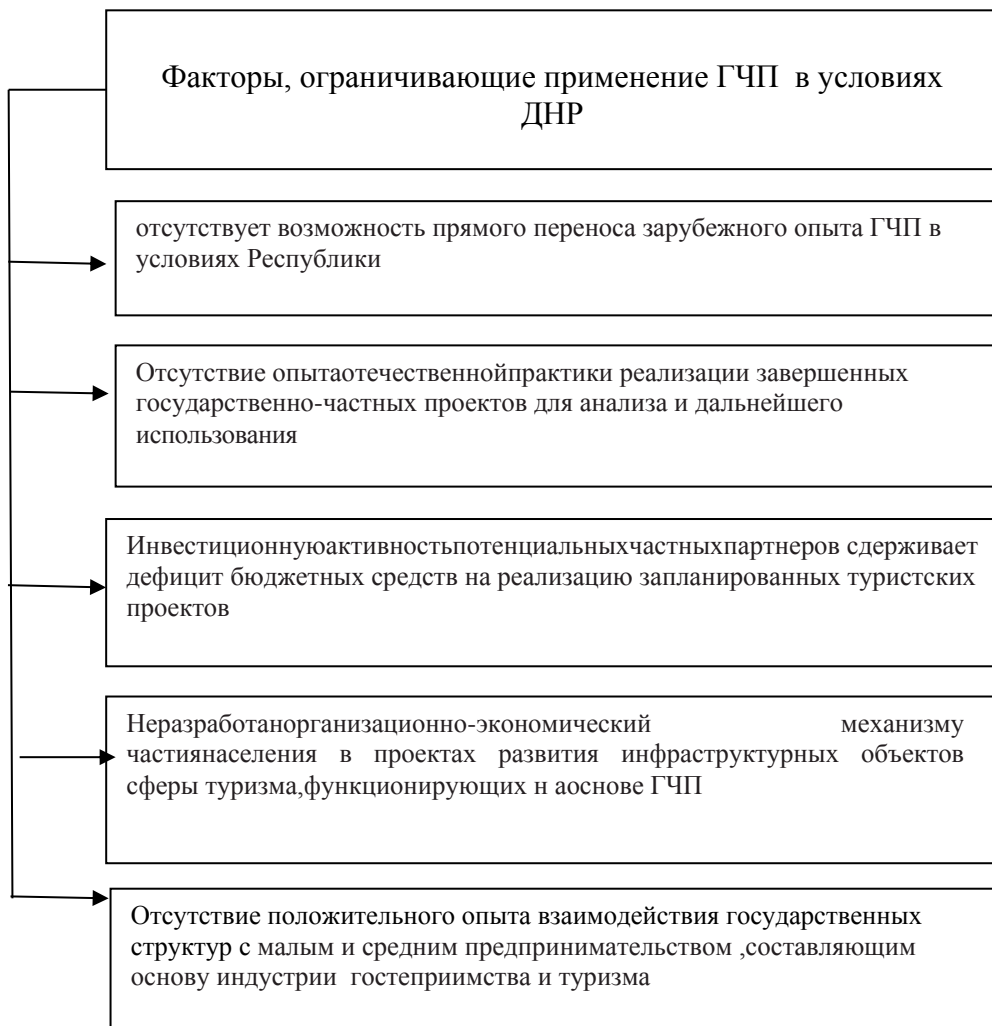 Факторы, ограничивающие применение ГЧП в условиях
ДНР
отсутствует возможность прямого переноса зарубежного опыта ГЧП в
условиях Республики
Отсутствие опытаотечественнойпрактики реализации завершенных
государственно-частных проектов для анализа и дальнейшего
использования
Инвестиционнуюактивностьпотенциальныхчастныхпартнеров сдерживает
дефицит бюджетных средств на реализацию запланированных туристских
проектов
Неразработанорганизационно-экономический механизму
частиянаселения в проектах развития инфраструктурных объектов
сферы туризма,функционирующих н аоснове ГЧП
Отсутствие положительного опыта взаимодействия государственных
структур с малым и средним предпринимательством ,составляющим
основу индустрии гостеприимства и туризма